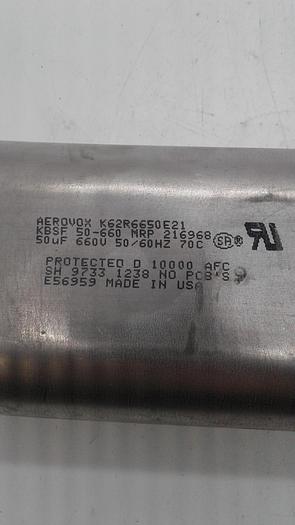 AEROVOX K62R6650E21
KBSF 50-660 MRP 216968
50uF 660V 50/60HZ 70C SA®
PROTECTED D 10000 AFC
SH 9733 1238 NO PCB'S
E56959 MADE IN USA